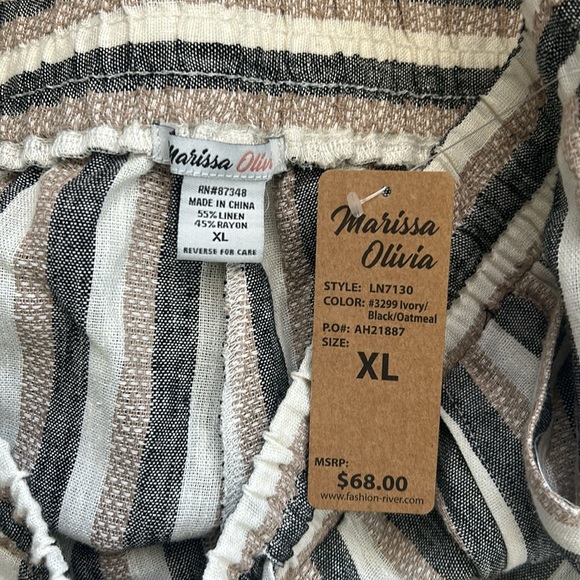 Marissa
RN#87348
MADE IN CHINA
55% LINEN
45% RAYON
XL
REVERSE FOR CARE
Marissa
Olivia
STYLE: LN7130
COLOR: #3299 Ivory/
Black/Oatmeal
P.O#: AH21887
SIZE:
XL
MSRP:
$68.00
www.fashion-river.com